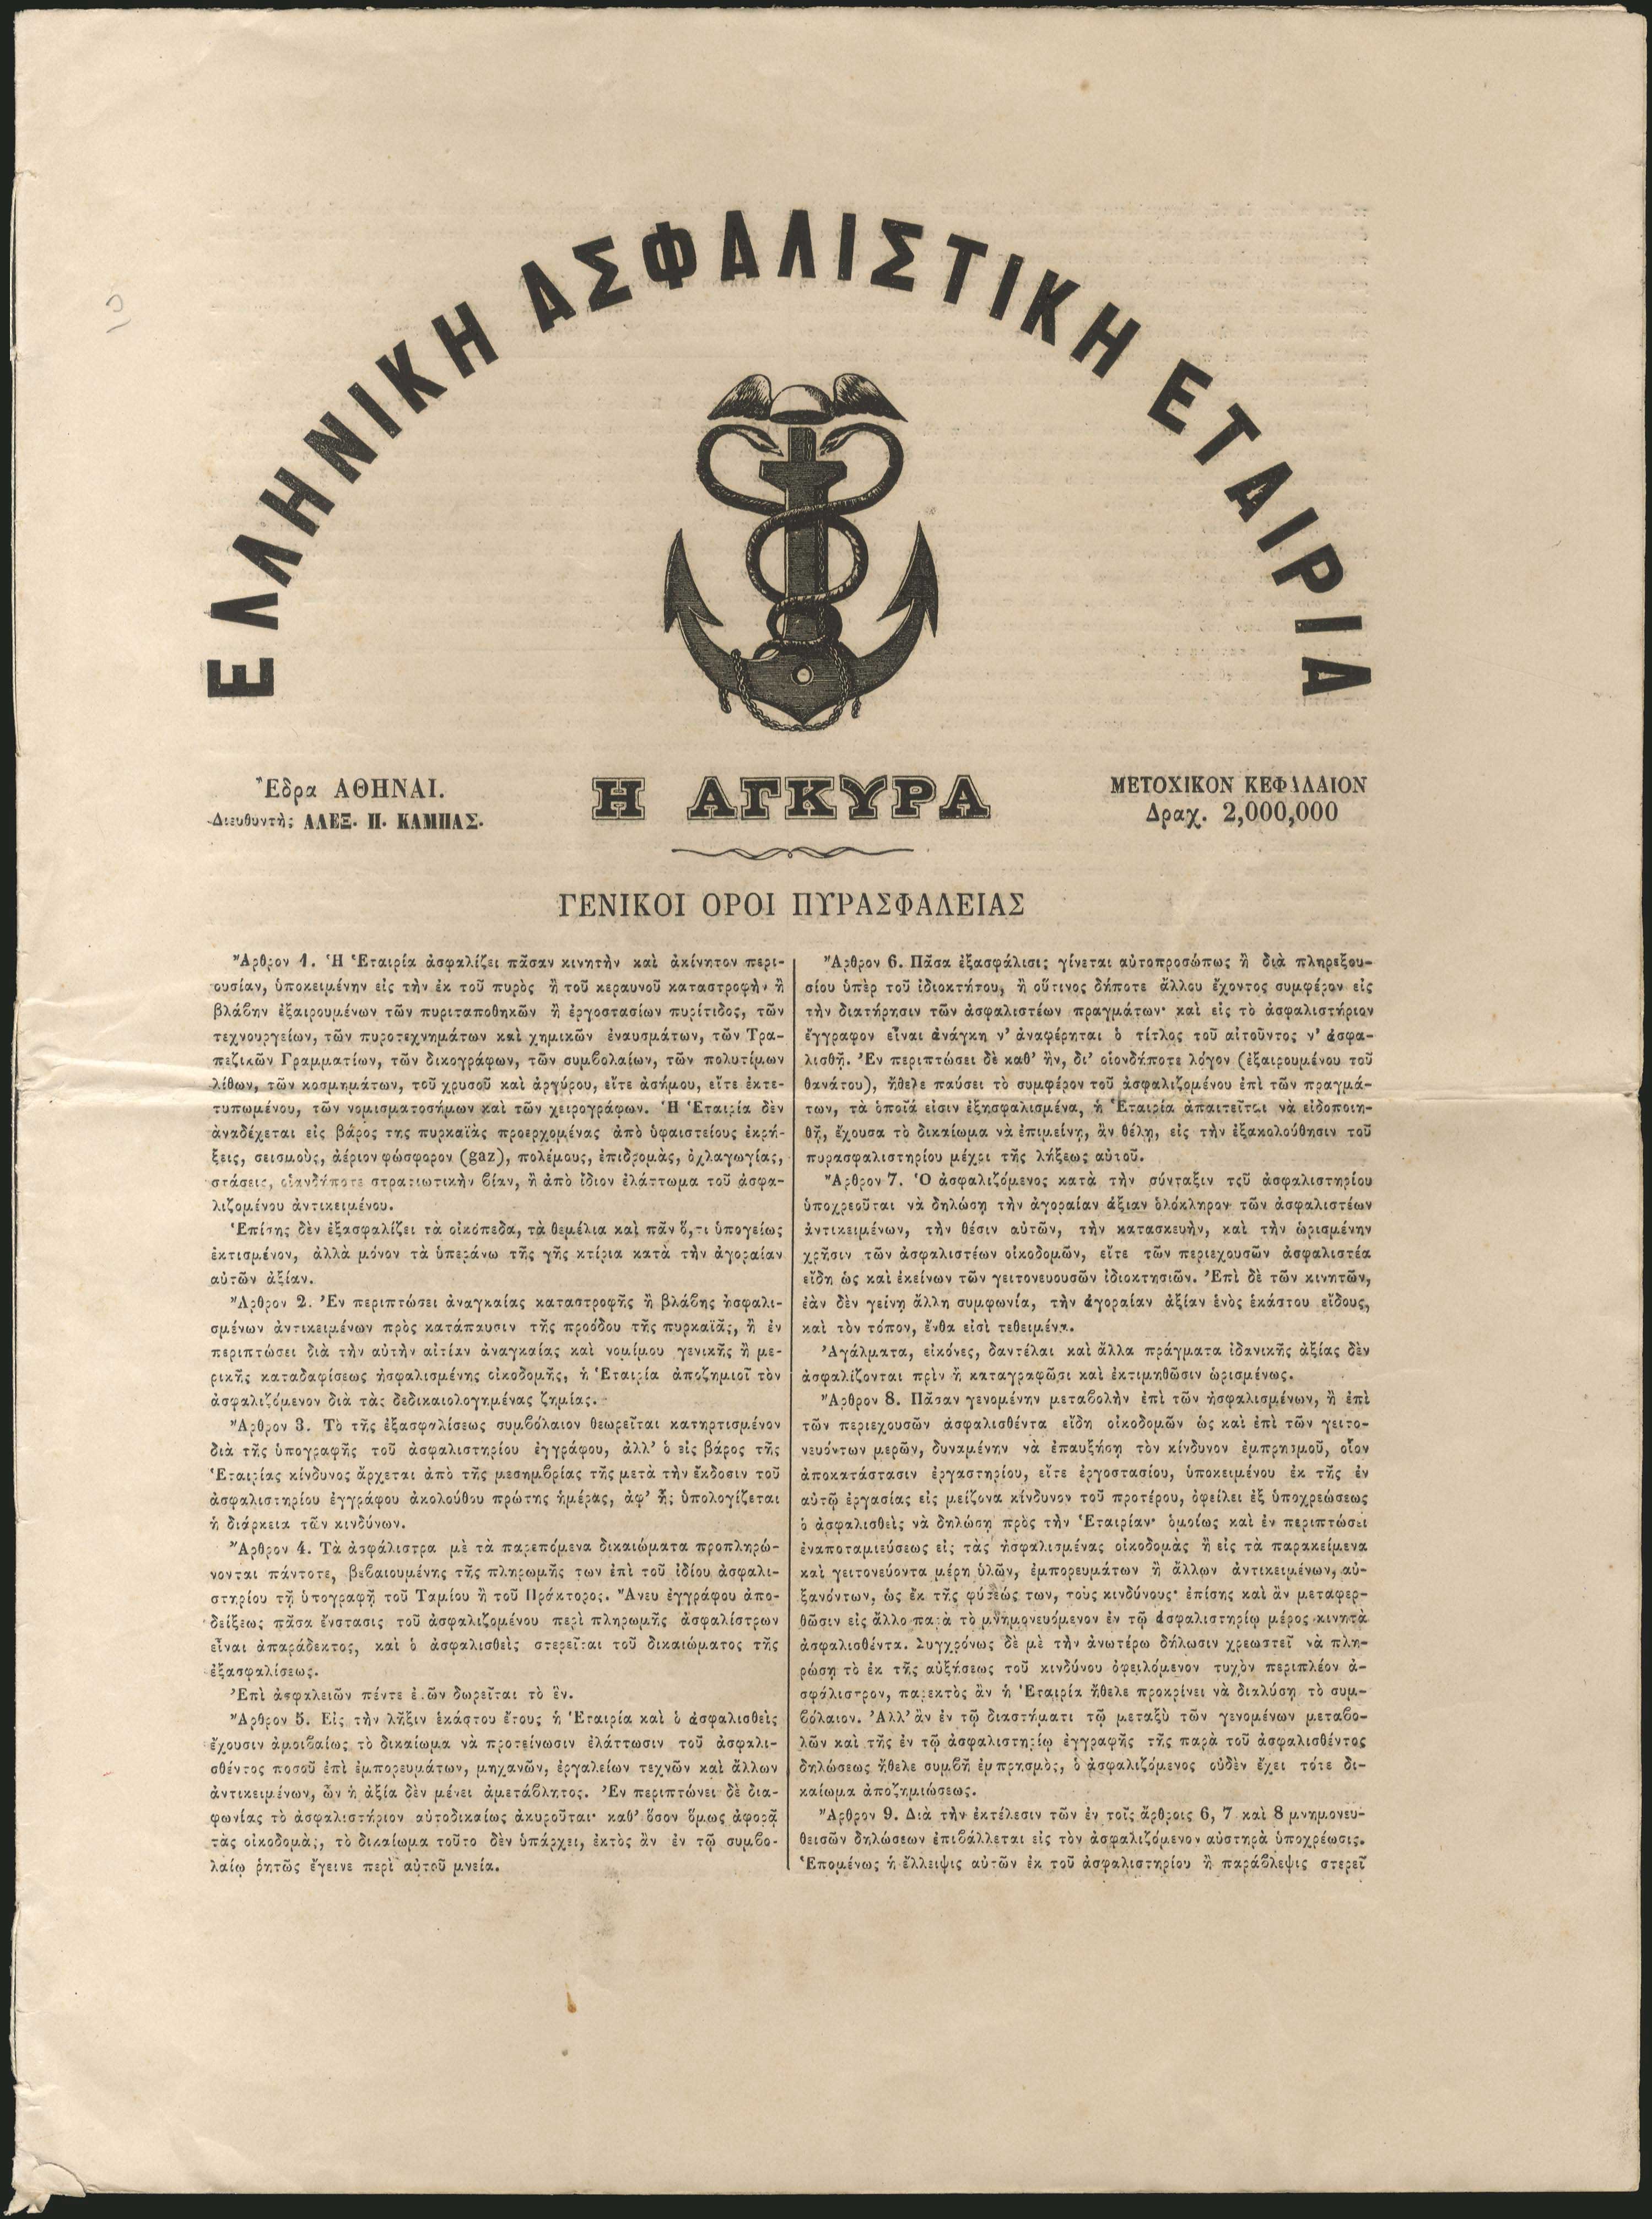 ΕΛΛΗΝΙΚΗ ΑΣΦΑΛΙΣΤΙΚΗ ΕΤΑΙΡΙΑ
Ἕδρα ΑΘΗΝΑΙ.
Διευθυντὴς ΑΛΕΞ. Π. ΚΑΜΠΑΣ.
Η ΑΓΚΥΡΑ
ΜΕΤΟΧΙΚΟΝ ΚΕΦΑΛΑΙΟΝ
Δραχ. 2,000,000
ΓΕΝΙΚΟΙ ΟΡΟΙ ΠΥΡΑΣΦΑΛΕΙΑΣ
Ἄρθρον 1. Ἡ Ἑταιρία ἀσφαλίζει πᾶσαν κινητὴν καὶ ἀκίνητον περι-
ουσίαν, ὑποκειμένην εἰς τὴν ἐκ τοῦ πυρὸς ἢ τοῦ κεραυνοῦ καταστροφὴν ἢ
βλάβην ἐξαιρουμένων τῶν πυριταποθηκῶν ἢ ἐργοστασίων πυρίτιδος, τῶν
τεχνουργείων, τῶν πυροτεχνημάτων καὶ χημικῶν ἐναυσμάτων, τῶν Τρα-
πεζικῶν Γραμματίων, τῶν δικογράφων, τῶν συμβολαίων, τῶν πολυτίμων
λίθων, τῶν κοσμημάτων, τοῦ χρυσοῦ καὶ ἀργύρου, εἴτε ἀσήμου, εἴτε ἐκτε-
τυπωμένου, τῶν νομισματοσήμων καὶ τῶν χειρογράφων. Ἡ Ἑταιρία δὲν
ἀναδέχεται εἰς βάρος της πυρκαϊὰς προερχομένας ἀπὸ ὑφαιστείους ἐκρή-
ξεις, σεισμοὺς, ἀέριον φώσφορον (gaz), πολέμους, ἐπιδρομὰς, ὀχλαγωγίας,
στάσεις, οἱανδήποτε στρατιωτικὴν βίαν, ἢ ἀπὸ ἴδιον ἐλάττωμα τοῦ ἀσφα-
λιζομένου ἀντικειμένου.
Ἐπίσης δὲν ἐξασφαλίζει τὰ οἰκόπεδα, τὰ θεμέλια καὶ πᾶν ὅ,τι ὑπογείως
ἐκτισμένον, ἀλλὰ μόνον τὰ ὑπεράνω τῆς γῆς κτίρια κατὰ τὴν ἀγοραίαν
αὐτῶν ἀξίαν.
Ἄρθρον 2. Ἐν περιπτώσει ἀναγκαίας καταστροφῆς ἢ βλάβης ἠσφαλι-
σμένων ἀντικειμένων πρὸς κατάπαυσιν τῆς προόδου τῆς πυρκαϊᾶς, ἢ ἐν
περιπτώσει διὰ τὴν αὐτὴν αἰτίαν ἀναγκαίας καὶ νομίμου γενικῆς ἢ με-
ρικῆς καταδαφίσεως ἠσφαλισμένης οἰκοδομῆς, ἡ Ἑταιρία ἀποζημιοῖ τὸν
ἀσφαλιζόμενον διὰ τὰς δεδικαιολογημένας ζημίας.
Ἄρθρον 3. Τὸ τῆς ἐξασφαλίσεως συμβόλαιον θεωρεῖται κατηρτισμένον
διὰ τῆς ὑπογραφῆς τοῦ ἀσφαλιστηρίου ἐγγράφου, ἀλλ' ὁ εἰς βάρος τῆς
Ἑταιρίας κίνδυνος ἄρχεται ἀπὸ τῆς μεσημβρίας τῆς μετὰ τὴν ἔκδοσιν τοῦ
ἀσφαλιστηρίου ἐγγράφου ἀκολούθου πρώτης ἡμέρας, ἀφ' ἧς ὑπολογίζεται
ἡ διάρκεια τῶν κινδύνων.
Ἄρθρον 4. Τὰ ἀσφάλιστρα μὲ τὰ παρεπόμενα δικαιώματα προπληρώ-
νονται πάντοτε, βεβαιουμένης τῆς πληρωμῆς των ἐπὶ τοῦ ἰδίου ἀσφαλι-
στηρίου τῇ ὑπογραφῇ τοῦ Ταμίου ἢ τοῦ Πράκτορος. Ἄνευ ἐγγράφου ἀπο-
δείξεως πᾶσα ἔνστασις τοῦ ἀσφαλιζομένου περὶ πληρωμῆς ἀσφαλίστρων
εἶναι ἀπαράδεκτος, καὶ ὁ ἀσφαλισθεὶς στερεῖται τοῦ δικαιώματος τῆς
ἐξασφαλίσεως.
Ἐπὶ ἀσφαλειῶν πέντε ἐτῶν δωρεῖται τὸ ἓν.
Ἄρθρον 5. Εἰς τὴν λῆξιν ἑκάστου ἔτους ἡ Ἑταιρία καὶ ὁ ἀσφαλισθεὶς
ἔχουσιν ἀμοιβαίως τὸ δικαίωμα νὰ προτείνωσιν ἐλάττωσιν τοῦ ἀσφαλι-
σθέντος ποσοῦ ἐπὶ ἐμπορευμάτων, μηχανῶν, ἐργαλείων τεχνῶν καὶ ἄλλων
ἀντικειμένων, ὧν ἡ ἀξία δὲν μένει ἀμετάβλητος. Ἐν περιπτώνει δὲ δια-
φωνίας τὸ ἀσφαλιστήριον αὐτοδικαίως ἀκυροῦται· καθ' ὅσον ὅμως ἀφορᾷ
τὰς οἰκοδομὰς, τὸ δικαίωμα τοῦτο δὲν ὑπάρχει, ἐκτὸς ἂν ἐν τῷ συμβο-
λαίῳ ῥητῶς ἔγεινε περὶ αὐτοῦ μνεία.
Ἄρθρον 6. Πᾶσα ἐξασφάλισις γίνεται αὐτοπροσώπως ἢ διὰ πληρεξου-
σίου ὑπὲρ τοῦ ἰδιοκτήτου, ἢ οὕτινος δήποτε ἄλλου ἔχοντος συμφέρον εἰς
τὴν διατήρησιν τῶν ἀσφαλιστέων πραγμάτων· καὶ εἰς τὸ ἀσφαλιστήριον
ἔγγραφον εἶναι ἀνάγκη ν' ἀναφέρηται ὁ τίτλος τοῦ αἰτοῦντος ν' ἀσφα-
λισθῇ. Ἐν περιπτώσει δὲ καθ' ἣν, δι' οἱονδήποτε λόγον (ἐξαιρουμένου τοῦ
θανάτου), ἤθελε παύσει τὸ συμφέρον τοῦ ἀσφαλιζομένου ἐπὶ τῶν πραγμά-
των, τὰ ὁποῖά εἰσιν ἐξησφαλισμένα, ἡ Ἑταιρία ἀπαιτεῖται νὰ εἰδοποιη-
θῇ, ἔχουσα τὸ δικαίωμα νὰ ἐπιμείνῃ, ἂν θέλῃ, εἰς τὴν ἐξακολούθησιν τοῦ
πυρασφαλιστηρίου μέχρι τῆς λήξεως αὐτοῦ.
Ἄρθρον 7. Ὁ ἀσφαλιζόμενος κατὰ τὴν σύνταξιν τοῦ ἀσφαλιστηρίου
ὑποχρεοῦται νὰ δηλώσῃ τὴν ἀγοραίαν ἀξίαν ὁλόκληρον τῶν ἀσφαλιστέων
ἀντικειμένων, τὴν θέσιν αὐτῶν, τὴν κατασκευὴν, καὶ τὴν ὡρισμένην
χρῆσιν τῶν ἀσφαλιστέων οἰκοδομῶν, εἴτε τῶν περιεχουσῶν ἀσφαλιστέα
εἴδη ὡς καὶ ἐκείνων τῶν γειτονευουσῶν ἰδιοκτησιῶν. Ἐπὶ δὲ τῶν κινητῶν,
ἐὰν δὲν γείνῃ ἄλλη συμφωνία, τὴν ἀγοραίαν ἀξίαν ἑνὸς ἑκάστου εἴδους,
καὶ τὸν τόπον, ἔνθα εἰσὶ τεθειμένα.
Ἀγάλματα, εἰκόνες, δαντέλαι καὶ ἄλλα πράγματα ἰδανικῆς ἀξίας δὲν
ἀσφαλίζονται πρὶν ἢ καταγραφῶσι καὶ ἐκτιμηθῶσιν ὡρισμένως.
Ἄρθρον 8. Πᾶσαν γενομένην μεταβολὴν ἐπὶ τῶν ἠσφαλισμένων, ἢ ἐπὶ
τῶν περιεχουσῶν ἀσφαλισθέντα εἴδη οἰκοδομῶν ὡς καὶ ἐπὶ τῶν γειτο-
νευόντων μερῶν, δυναμένην νὰ ἐπαυξήσῃ τὸν κίνδυνον ἐμπρησμοῦ, οἷον
ἀποκατάστασιν ἐργαστηρίου, εἴτε ἐργοστασίου, ὑποκειμένου ἐκ τῆς ἐν
αὐτῷ ἐργασίας εἰς μείζονα κίνδυνον τοῦ προτέρου, ὀφείλει ἐξ ὑποχρεώσεως
ὁ ἀσφαλισθεὶς νὰ δηλώσῃ πρὸς τὴν Ἑταιρίαν· ὁμοίως καὶ ἐν περιπτώσει
ἐναποταμιεύσεως εἰς τὰς ἠσφαλισμένας οἰκοδομὰς ἢ εἰς τὰ παρακείμενα
καὶ γειτονεύοντα μέρη ὑλῶν, ἐμπορευμάτων ἢ ἄλλων ἀντικειμένων, αὐ-
ξανόντων, ὡς ἐκ τῆς φύσεώς των, τοὺς κινδύνους· ἐπίσης καὶ ἂν μεταφερ-
θῶσιν εἰς ἄλλο παρὰ τὸ μνημονευόμενον ἐν τῷ ἀσφαλιστηρίῳ μέρος κινητὰ
ἀσφαλισθέντα. Συγχρόνως δὲ μὲ τὴν ἀνωτέρω δήλωσιν χρεωστεῖ νὰ πλη-
ρώσῃ τὸ ἐκ τῆς αὐξήσεως τοῦ κινδύνου ὀφειλόμενον τυχὸν περιπλέον ἀ-
σφάλιστρον, παρεκτὸς ἂν ἡ Ἑταιρία ἤθελε προκρίνει νὰ διαλύσῃ τὸ συμ-
βόλαιον. Ἀλλ' ἂν ἐν τῷ διαστήματι τῷ μεταξὺ τῶν γενομένων μεταβο-
λῶν καὶ τῆς ἐν τῷ ἀσφαλιστηρίῳ ἐγγραφῆς τῆς παρὰ τοῦ ἀσφαλισθέντος
δηλώσεως ἤθελε συμβῇ ἐμπρησμὸς, ὁ ἀσφαλιζόμενος οὐδὲν ἔχει τότε δι-
καίωμα ἀποζημιώσεως.
Ἄρθρον 9. Διὰ τὴν ἐκτέλεσιν τῶν ἐν τοῖς ἄρθροις 6, 7 καὶ 8 μνημονευ-
θεισῶν δηλώσεων ἐπιβάλλεται εἰς τὸν ἀσφαλιζόμενον αὐστηρὰ ὑποχρέωσις.
Ἑπομένως ἡ ἔλλειψις αὐτῶν ἐκ τοῦ ἀσφαλιστηρίου ἢ παράβλεψις στερεῖ